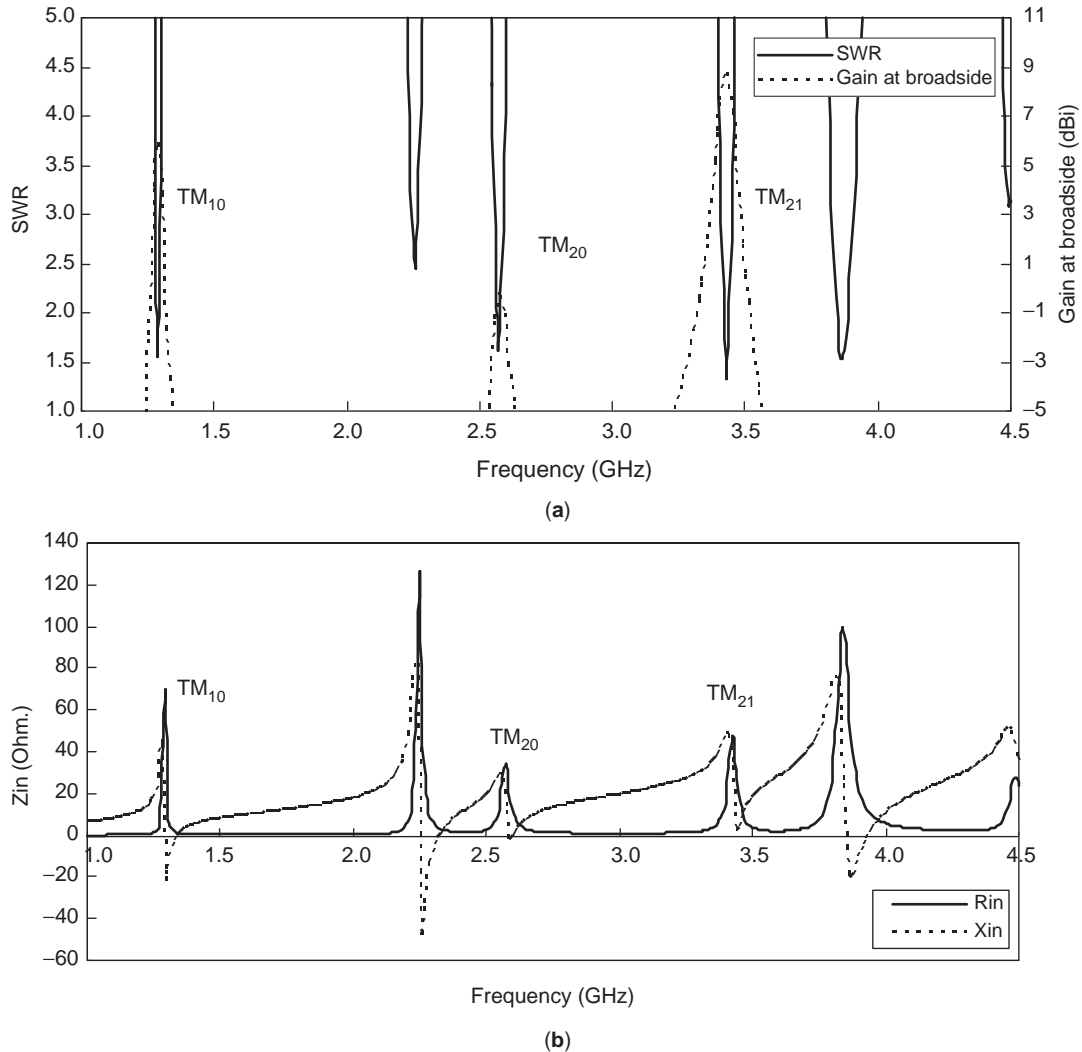 5.0
4.5
4.0
3.5
3.0
2.5
2.0
1.5
1.0
SWR
11
9
7
5
3
1
−1
−3
−5
Gain at broadside (dBi)
SWR
Gain at broadside
TM10
TM20
TM21
1.0 1.5 2.0 2.5 3.0 3.5 4.0 4.5
Frequency (GHz)
(a)
140
120
100
80
60
40
20
0
−20
−40
−60
Zin (Ohm.)
TM10
TM20
TM21
1.0 1.5 2.0 2.5 3.0 3.5 4.0 4.5
Rin
Xin
Frequency (GHz)
(b)